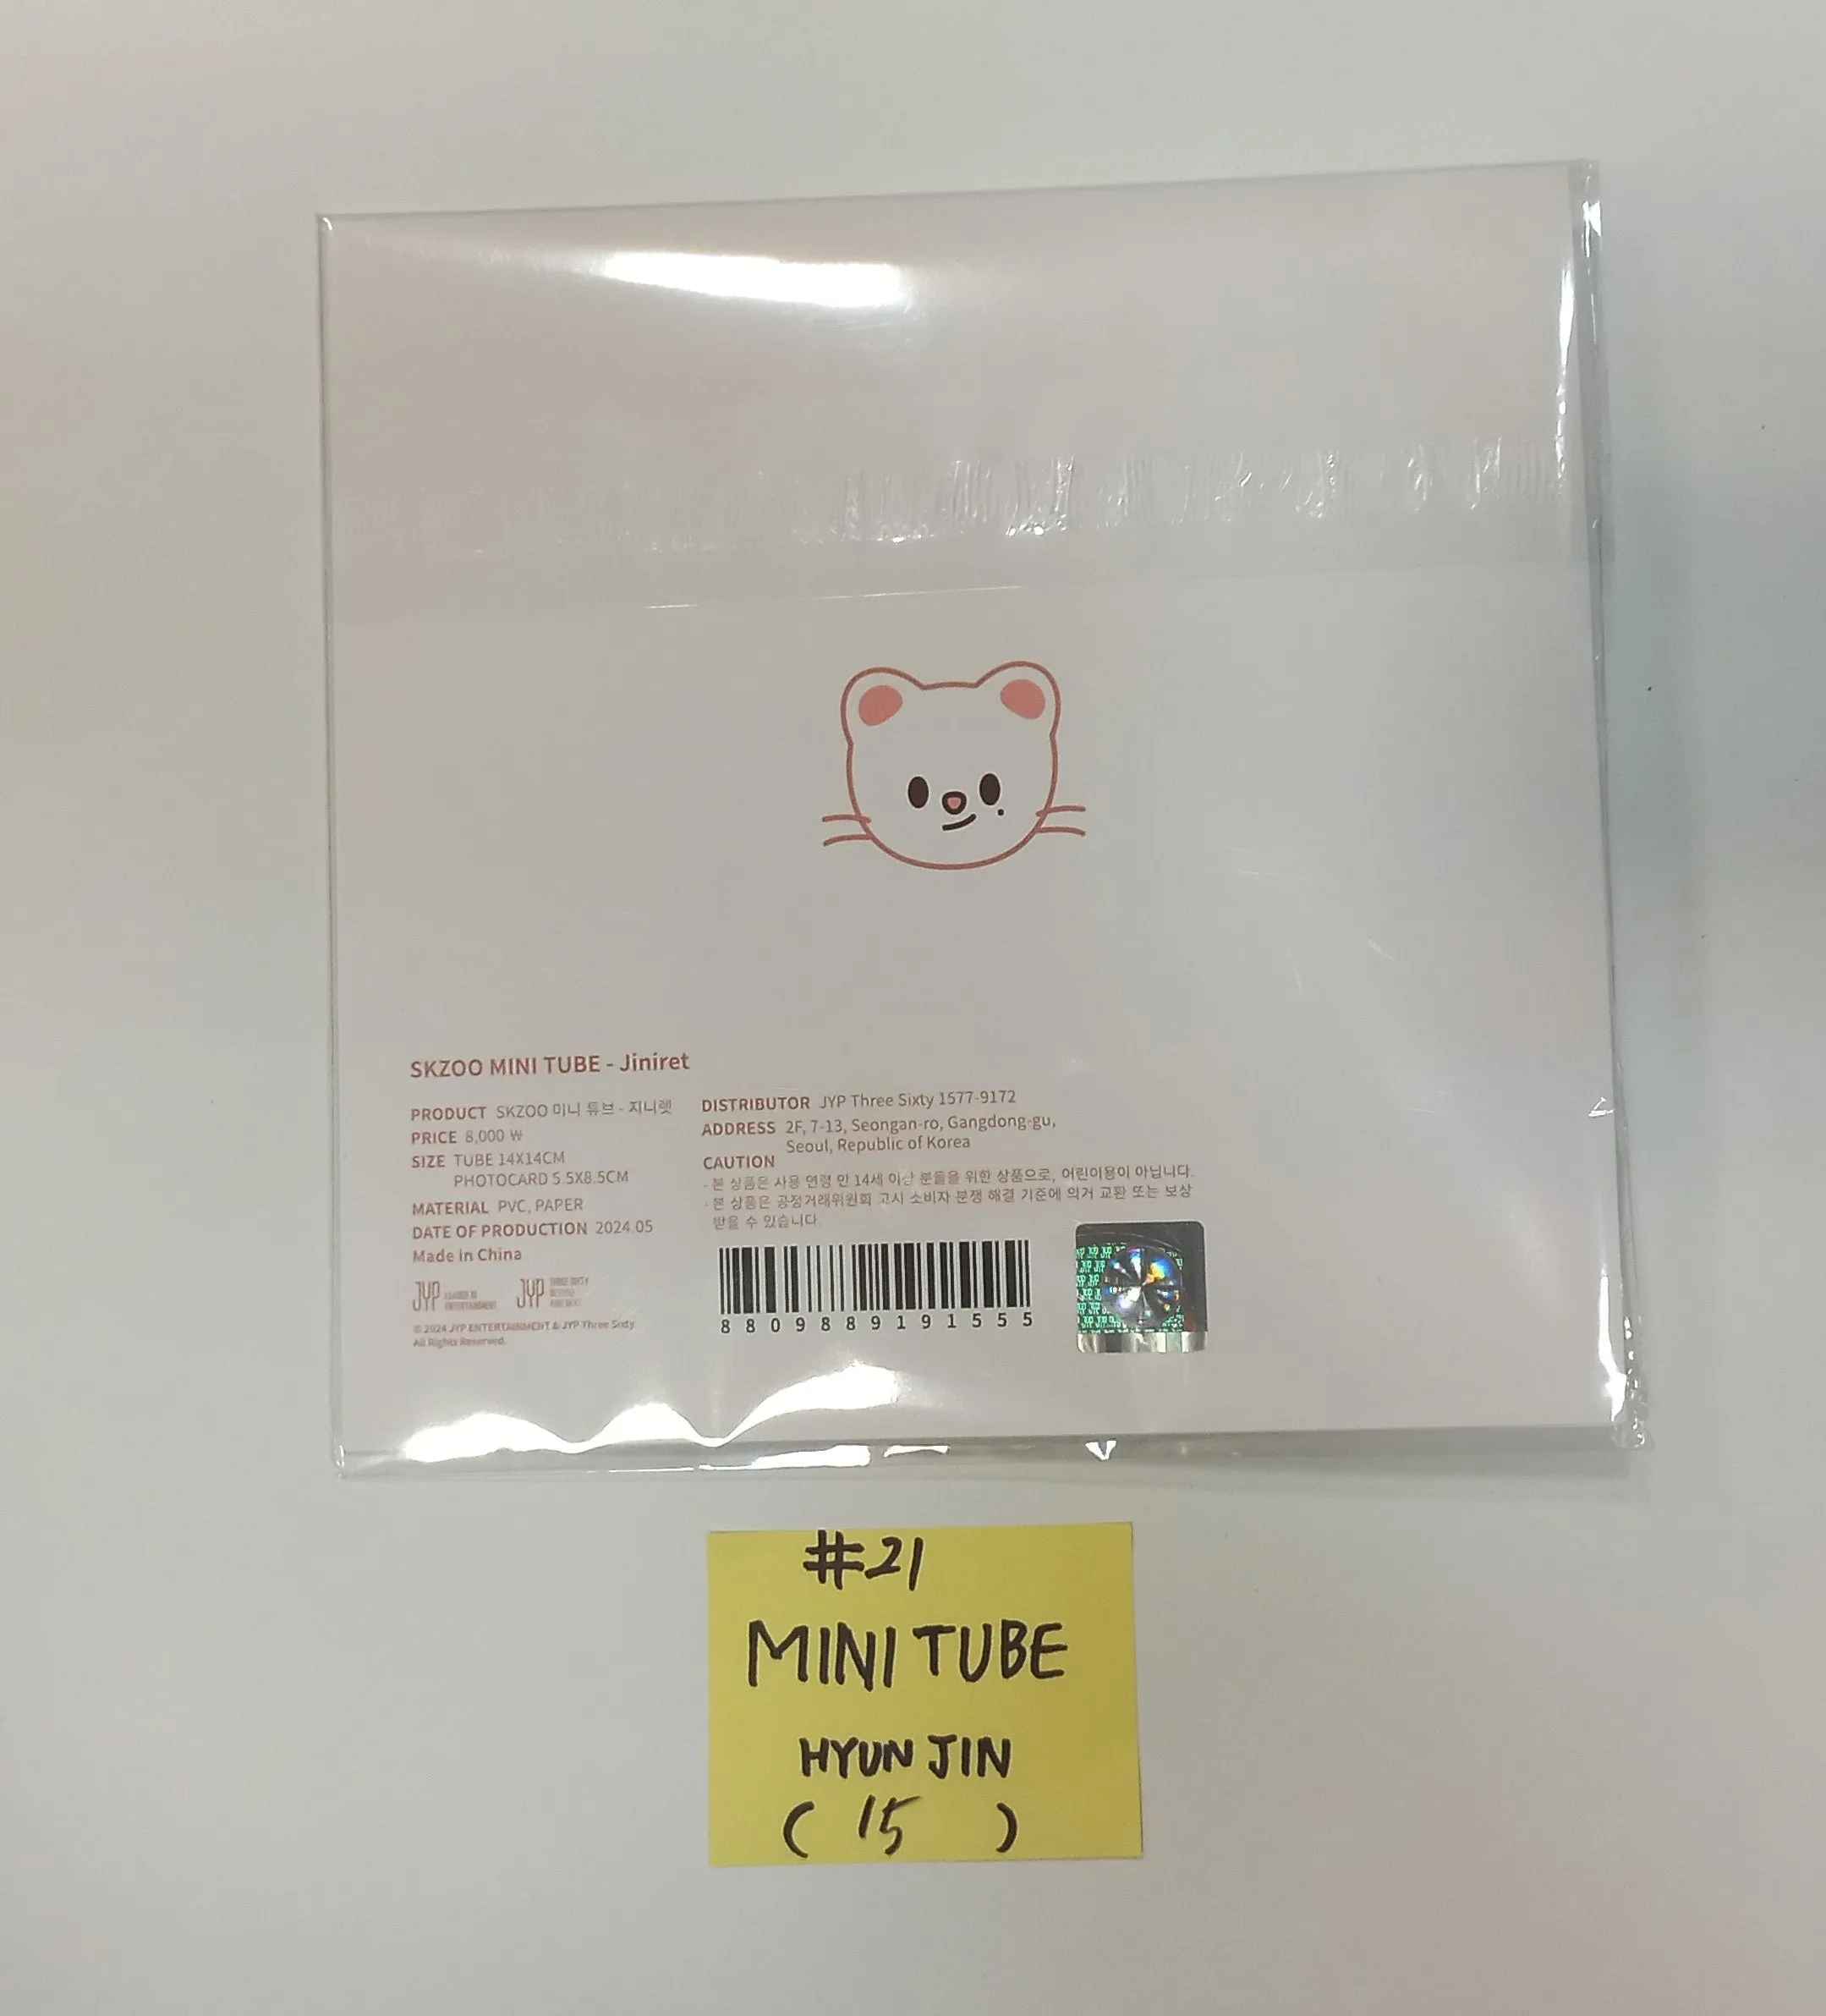 SKZOO MINI TUBE - Jiniret
PRODUCT SKZOO 미니 튜브 - 지니렛
PRICE 8,000 ₩
SIZE TUBE 14X14CM
PHOTOCARD 5.5X8.5CM
MATERIAL PVC, PAPER
DATE OF PRODUCTION 2024.05
Made in China
JYP
ENTERTAINMENT
JYP
© 2024 JYP ENTERTAINMENT & JYP Three Sixty.
All Rights Reserved.
DISTRIBUTOR JYP Three Sixty 1577-9172
ADDRESS 2F, 7-13, Seongan-ro, Gangdong-gu,
Seoul, Republic of Korea
CAUTION
- 본 상품은 사용 연령 만 14세 이상 분들을 위한 상품으로, 어린이용이 아닙니다.
- 본 상품은 공정거래위원회 고시 소비자 분쟁 해결 기준에 의거 교환 또는 보상
받을 수 있습니다.
8809889191555
#21
MINI TUBE
HYUNJIN
( 15 )